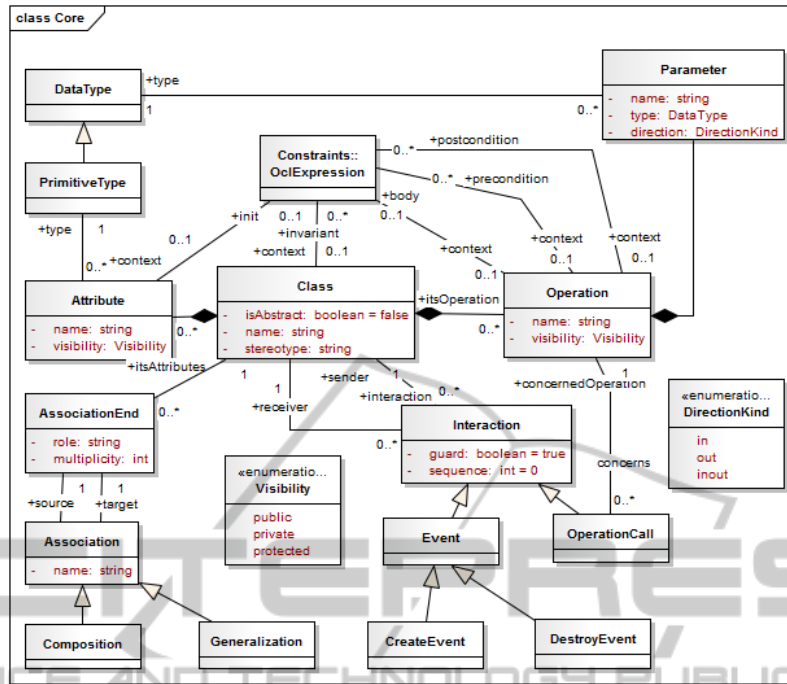 class Core
DataType
+type
1
0..*
Parameter
- name: string
- type: DataType
- direction: DirectionKind
PrimitiveType
+type
1
0..*
Constraints::
OclExpression
0..*
+postcondition
0..*
+precondition
+body
0..1
+init
0..1
0..*
+invariant
+context
0..1
0..1
+context
+context
0..1
+context
0..1
+context
0..1
Attribute
- name: string
- visibility: Visibility
0..*
+itsAttributes
Class
- isAbstract: boolean = false
- name: string
- stereotype: string
+itsOperation
0..*
Operation
- name: string
- visibility: Visibility
1
+concernedOperation
concerns
0..*
1
1
+receiver
0..*
+sender
1
+interaction
0..*
AssociationEnd
- role: string
- multiplicity: int
0..*
1
+source
1
+target
Interaction
- guard: boolean = true
- sequence: int = 0
«enumeratio...
DirectionKind
in
out
inout
«enumeratio...
Visibility
public
private
protected
Association
- name: string
Event
OperationCall
Composition
Generalization
CreateEvent
DestroyEvent
CITEPRES
CE AND TECHNOLOGY PUBLIC